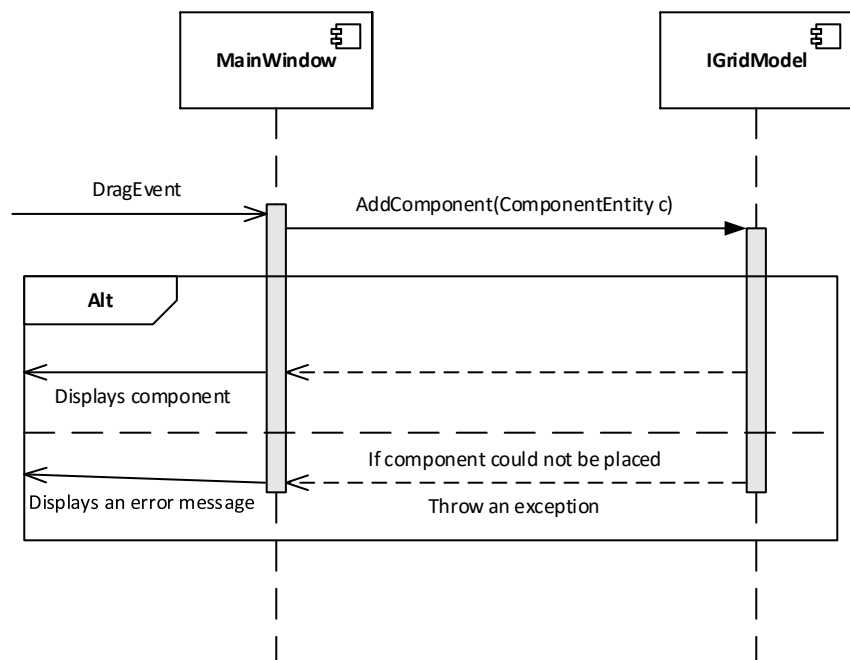 MainWindow
IGridModel
DragEvent
AddComponent(ComponentEntity c)
Alt
Displays component
If component could not be placed
Displays an error message
Throw an exception